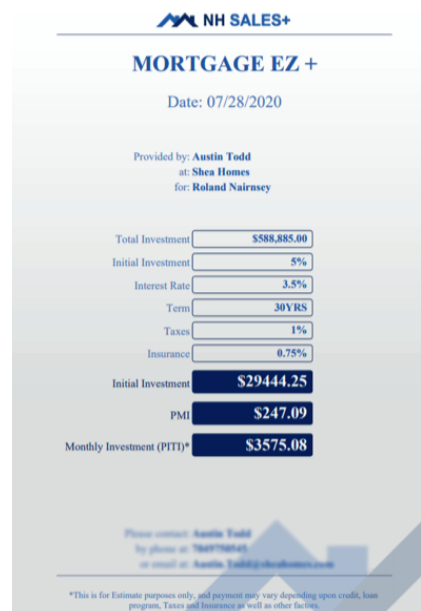 NH SALES+
MORTGAGE EZ +
Date: 07/28/2020
Provided by: Austin Todd
at: Shea Homes
for: Roland Nairnsey
Total Investment $588,885.00
Initial Investment 5%
Interest Rate 3.5%
Term 30YRS
Taxes 1%
Insurance 0.75%
Initial Investment $29444.25
PMI $247.09
Monthly Investment (PITI)* $3575.08
Please contact: Austin Todd
by phone at:
or email at:
*This is for Estimate purposes only, and payment may vary depending upon credit, loan
program, Taxes and Insurance as well as other factors.